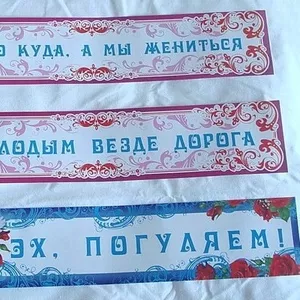 КУДА, А МЫ ЖЕНИТЬСЯ
ЛОДЫМ ВЕЗДЕ ДОРОГА
ЭХ, ПОГУЛЯЕМ!